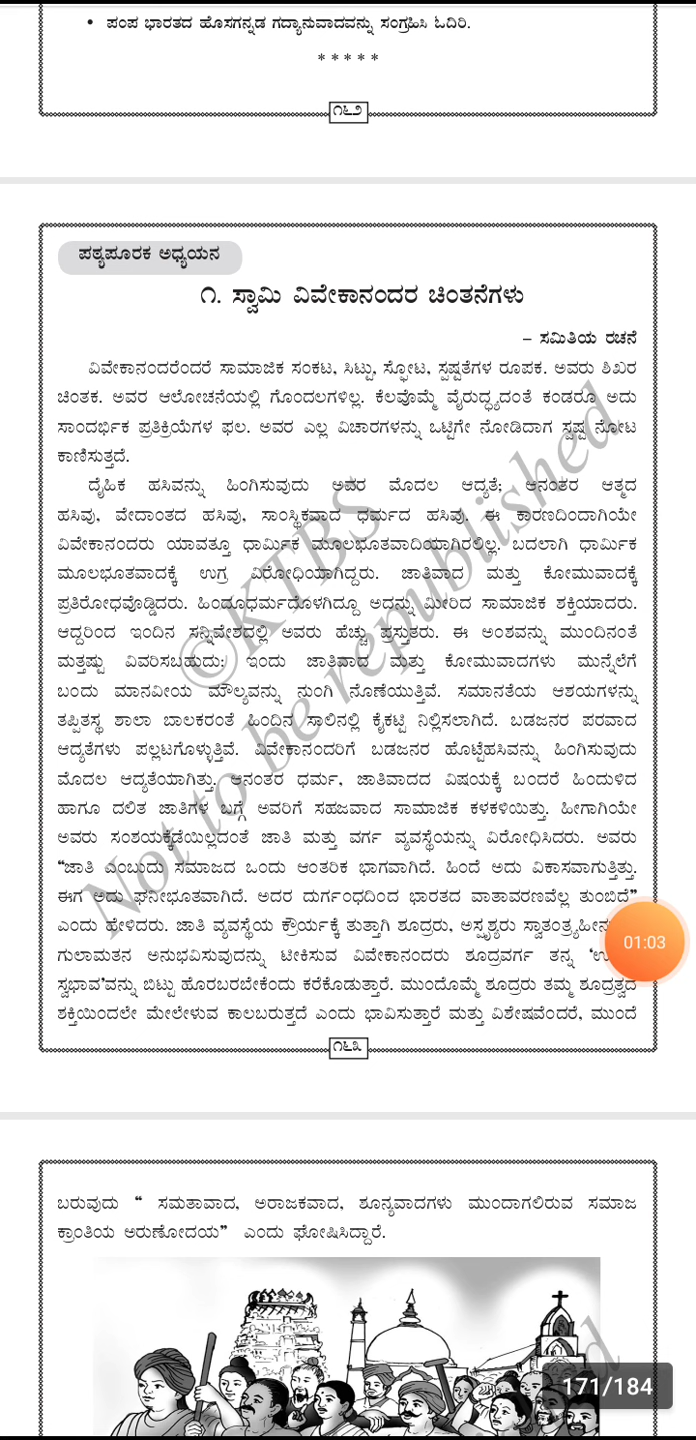 • ಪಂಪ ಭಾರತದ ಹೊಸಗನ್ನಡ ಗದ್ಯಾನುವಾದವನ್ನು ಸಂಗ್ರಹಿಸಿ ಓದಿರಿ.
* * * * *
೧೬೨
ಪಠ್ಯಪೂರಕ ಅಧ್ಯಯನ
೧. ಸ್ವಾಮಿ ವಿವೇಕಾನಂದರ ಚಿಂತನೆಗಳು
– ಸಮಿತಿಯ ರಚನೆ
ವಿವೇಕಾನಂದರೆಂದರೆ ಸಾಮಾಜಿಕ ಸಂಕಟ, ಸಿಟ್ಟು, ಸ್ಫೋಟ, ಸ್ಪಷ್ಟತೆಗಳ ರೂಪಕ. ಅವರು ಶಿಖರ
ಚಿಂತಕ. ಅವರ ಆಲೋಚನೆಯಲ್ಲಿ ಗೊಂದಲಗಳಿಲ್ಲ. ಕೆಲವೊಮ್ಮೆ ವೈರುದ್ಧ್ಯದಂತೆ ಕಂಡರೂ ಅದು
ಸಾಂದರ್ಭಿಕ ಪ್ರತಿಕ್ರಿಯೆಗಳ ಫಲ. ಅವರ ಎಲ್ಲ ವಿಚಾರಗಳನ್ನು ಒಟ್ಟಿಗೇ ನೋಡಿದಾಗ ಸ್ಪಷ್ಟ ನೋಟ
ಕಾಣಿಸುತ್ತದೆ.
ದೈಹಿಕ ಹಸಿವನ್ನು ಹಿಂಗಿಸುವುದು ಅವರ ಮೊದಲ ಆದ್ಯತೆ; ಆನಂತರ ಆತ್ಮದ
ಹಸಿವು, ವೇದಾಂತದ ಹಸಿವು, ಸಾಂಸ್ಥಿಕವಾದ ಧರ್ಮದ ಹಸಿವು. ಈ ಕಾರಣದಿಂದಾಗಿಯೇ
ವಿವೇಕಾನಂದರು ಯಾವತ್ತೂ ಧಾರ್ಮಿಕ ಮೂಲಭೂತವಾದಿಯಾಗಿರಲಿಲ್ಲ. ಬದಲಾಗಿ ಧಾರ್ಮಿಕ
ಮೂಲಭೂತವಾದಕ್ಕೆ ಉಗ್ರ ವಿರೋಧಿಯಾಗಿದ್ದರು. ಜಾತಿವಾದ ಮತ್ತು ಕೋಮುವಾದಕ್ಕೆ
ಪ್ರತಿರೋಧವೊಡ್ಡಿದರು. ಹಿಂದೂಧರ್ಮದೊಳಗಿದ್ದೂ ಅದನ್ನು ಮೀರಿದ ಸಾಮಾಜಿಕ ಶಕ್ತಿಯಾದರು.
ಆದ್ದರಿಂದ ಇಂದಿನ ಸನ್ನಿವೇಶದಲ್ಲಿ ಅವರು ಹೆಚ್ಚು ಪ್ರಸ್ತುತರು. ಈ ಅಂಶವನ್ನು ಮುಂದಿನಂತೆ
ಮತ್ತಷ್ಟು ವಿವರಿಸಬಹುದು: ಇಂದು ಜಾತಿವಾದ ಮತ್ತು ಕೋಮುವಾದಗಳು ಮುನ್ನೆಲೆಗೆ
ಬಂದು ಮಾನವೀಯ ಮೌಲ್ಯವನ್ನು ನುಂಗಿ ನೊಣೆಯುತ್ತಿವೆ. ಸಮಾನತೆಯ ಆಶಯಗಳನ್ನು
ತಪ್ಪಿತಸ್ಥ ಶಾಲಾ ಬಾಲಕರಂತೆ ಹಿಂದಿನ ಸಾಲಿನಲ್ಲಿ ಕೈಕಟ್ಟಿ ನಿಲ್ಲಿಸಲಾಗಿದೆ. ಬಡಜನರ ಪರವಾದ
ಆದ್ಯತೆಗಳು ಪಲ್ಲಟಗೊಳ್ಳುತ್ತಿವೆ. ವಿವೇಕಾನಂದರಿಗೆ ಬಡಜನರ ಹೊಟ್ಟೆಹಸಿವನ್ನು ಹಿಂಗಿಸುವುದು
ಮೊದಲ ಆದ್ಯತೆಯಾಗಿತ್ತು. ಆನಂತರ ಧರ್ಮ, ಜಾತಿವಾದದ ವಿಷಯಕ್ಕೆ ಬಂದರೆ ಹಿಂದುಳಿದ
ಹಾಗೂ ದಲಿತ ಜಾತಿಗಳ ಬಗ್ಗೆ ಅವರಿಗೆ ಸಹಜವಾದ ಸಾಮಾಜಿಕ ಕಳಕಳಿಯಿತ್ತು. ಹೀಗಾಗಿಯೇ
ಅವರು ಸಂಶಯಕ್ಕೆಡೆಯಿಲ್ಲದಂತೆ ಜಾತಿ ಮತ್ತು ವರ್ಗ ವ್ಯವಸ್ಥೆಯನ್ನು ವಿರೋಧಿಸಿದರು. ಅವರು
“ಜಾತಿ ಎಂಬುದು ಸಮಾಜದ ಒಂದು ಆಂತರಿಕ ಭಾಗವಾಗಿದೆ. ಹಿಂದೆ ಅದು ವಿಕಾಸವಾಗುತ್ತಿತ್ತು.
ಈಗ ಅದು ಘನೀಭೂತವಾಗಿದೆ. ಅದರ ದುರ್ಗಂಧದಿಂದ ಭಾರತದ ವಾತಾವರಣವೆಲ್ಲ ತುಂಬಿದೆ”
ಎಂದು ಹೇಳಿದರು. ಜಾತಿ ವ್ಯವಸ್ಥೆಯ ಕ್ರೌರ್ಯಕ್ಕೆ ತುತ್ತಾಗಿ ಶೂದ್ರರು, ಅಸ್ಪೃಶ್ಯರು
ಗುಲಾಮತನ ಅನುಭವಿಸುವುದನ್ನು ಟೀಕಿಸುವ ವಿವೇಕಾನಂದರು ಶೂದ್ರವರ್ಗ ತನ್ನ
ಸ್ವಭಾವ’ವನ್ನು ಬಿಟ್ಟು ಹೊರಬರಬೇಕೆಂದು ಕರೆಕೊಡುತ್ತಾರೆ. ಮುಂದೊಮ್ಮೆ ಶೂದ್ರರು ತಮ್ಮ ಶೂದ್ರತ್ವದ
ಶಕ್ತಿಯಿಂದಲೇ ಮೇಲೇಳುವ ಕಾಲಬರುತ್ತದೆ ಎಂದು ಭಾವಿಸುತ್ತಾರೆ ಮತ್ತು ವಿಶೇಷವೆಂದರೆ, ಮುಂದೆ
01:03
೧೬೩
©KTBS
Not to be republished
ಬರುವುದು “ ಸಮತಾವಾದ, ಅರಾಜಕವಾದ, ಶೂನ್ಯವಾದಗಳು ಮುಂದಾಗಲಿರುವ ಸಮಾಜ
ಕ್ರಾಂತಿಯ ಅರುಣೋದಯ” ಎಂದು ಘೋಷಿಸಿದ್ದಾರೆ.
171/184